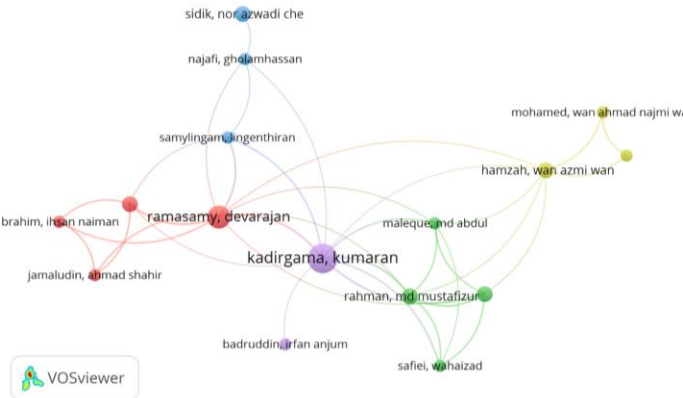 sidik, nor azwadi che
najafi, gholamhassan
mohamed, wan ahmad najmi wa
samylingam, lingenthiran
hamzah, wan azmi wan
brahim, ihsan naiman
ramasamy, devarajan
maleque, md abdul
kadirgama, kumaran
jamaludin, ahmad shahir
rahman, md mustafizur
badruddin, irfan anjum
safiei, wahaizad
VOSviewer